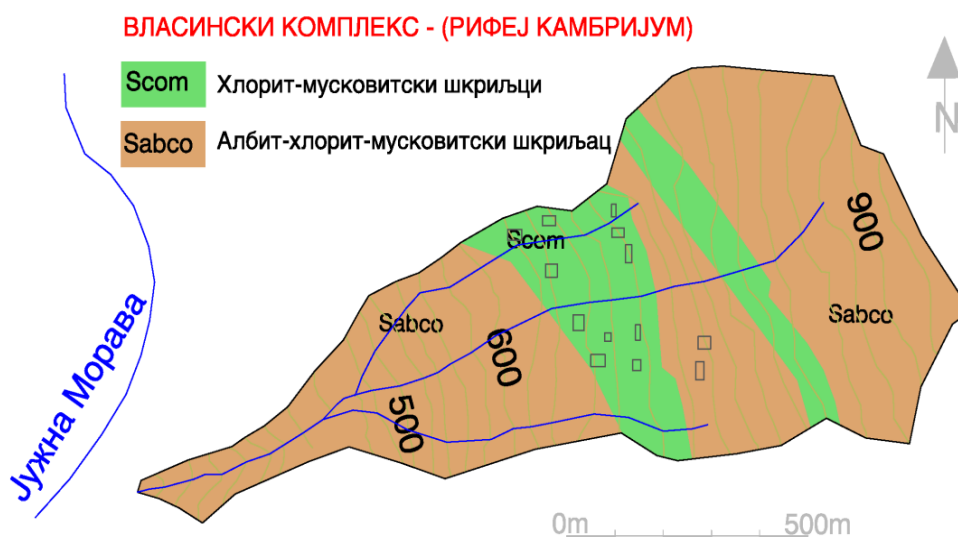 ВЛАСИНСКИ КОМПЛЕКС - (РИФЕЈ КАМБРИЈУМ)
Scom Хлорит-мусковитски шкриљци
Sabco Албит-хлорит-мусковитски шкриљац
N
900
Scom
Sabco
Sabco
600
500
Јужна Морава
0m 500m